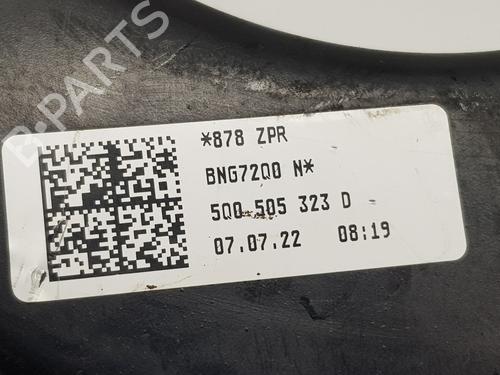 B-PARTS
*878 ZPR
BNG72Q0 N*
5Q0 505 323 D
07.07.22 08:19